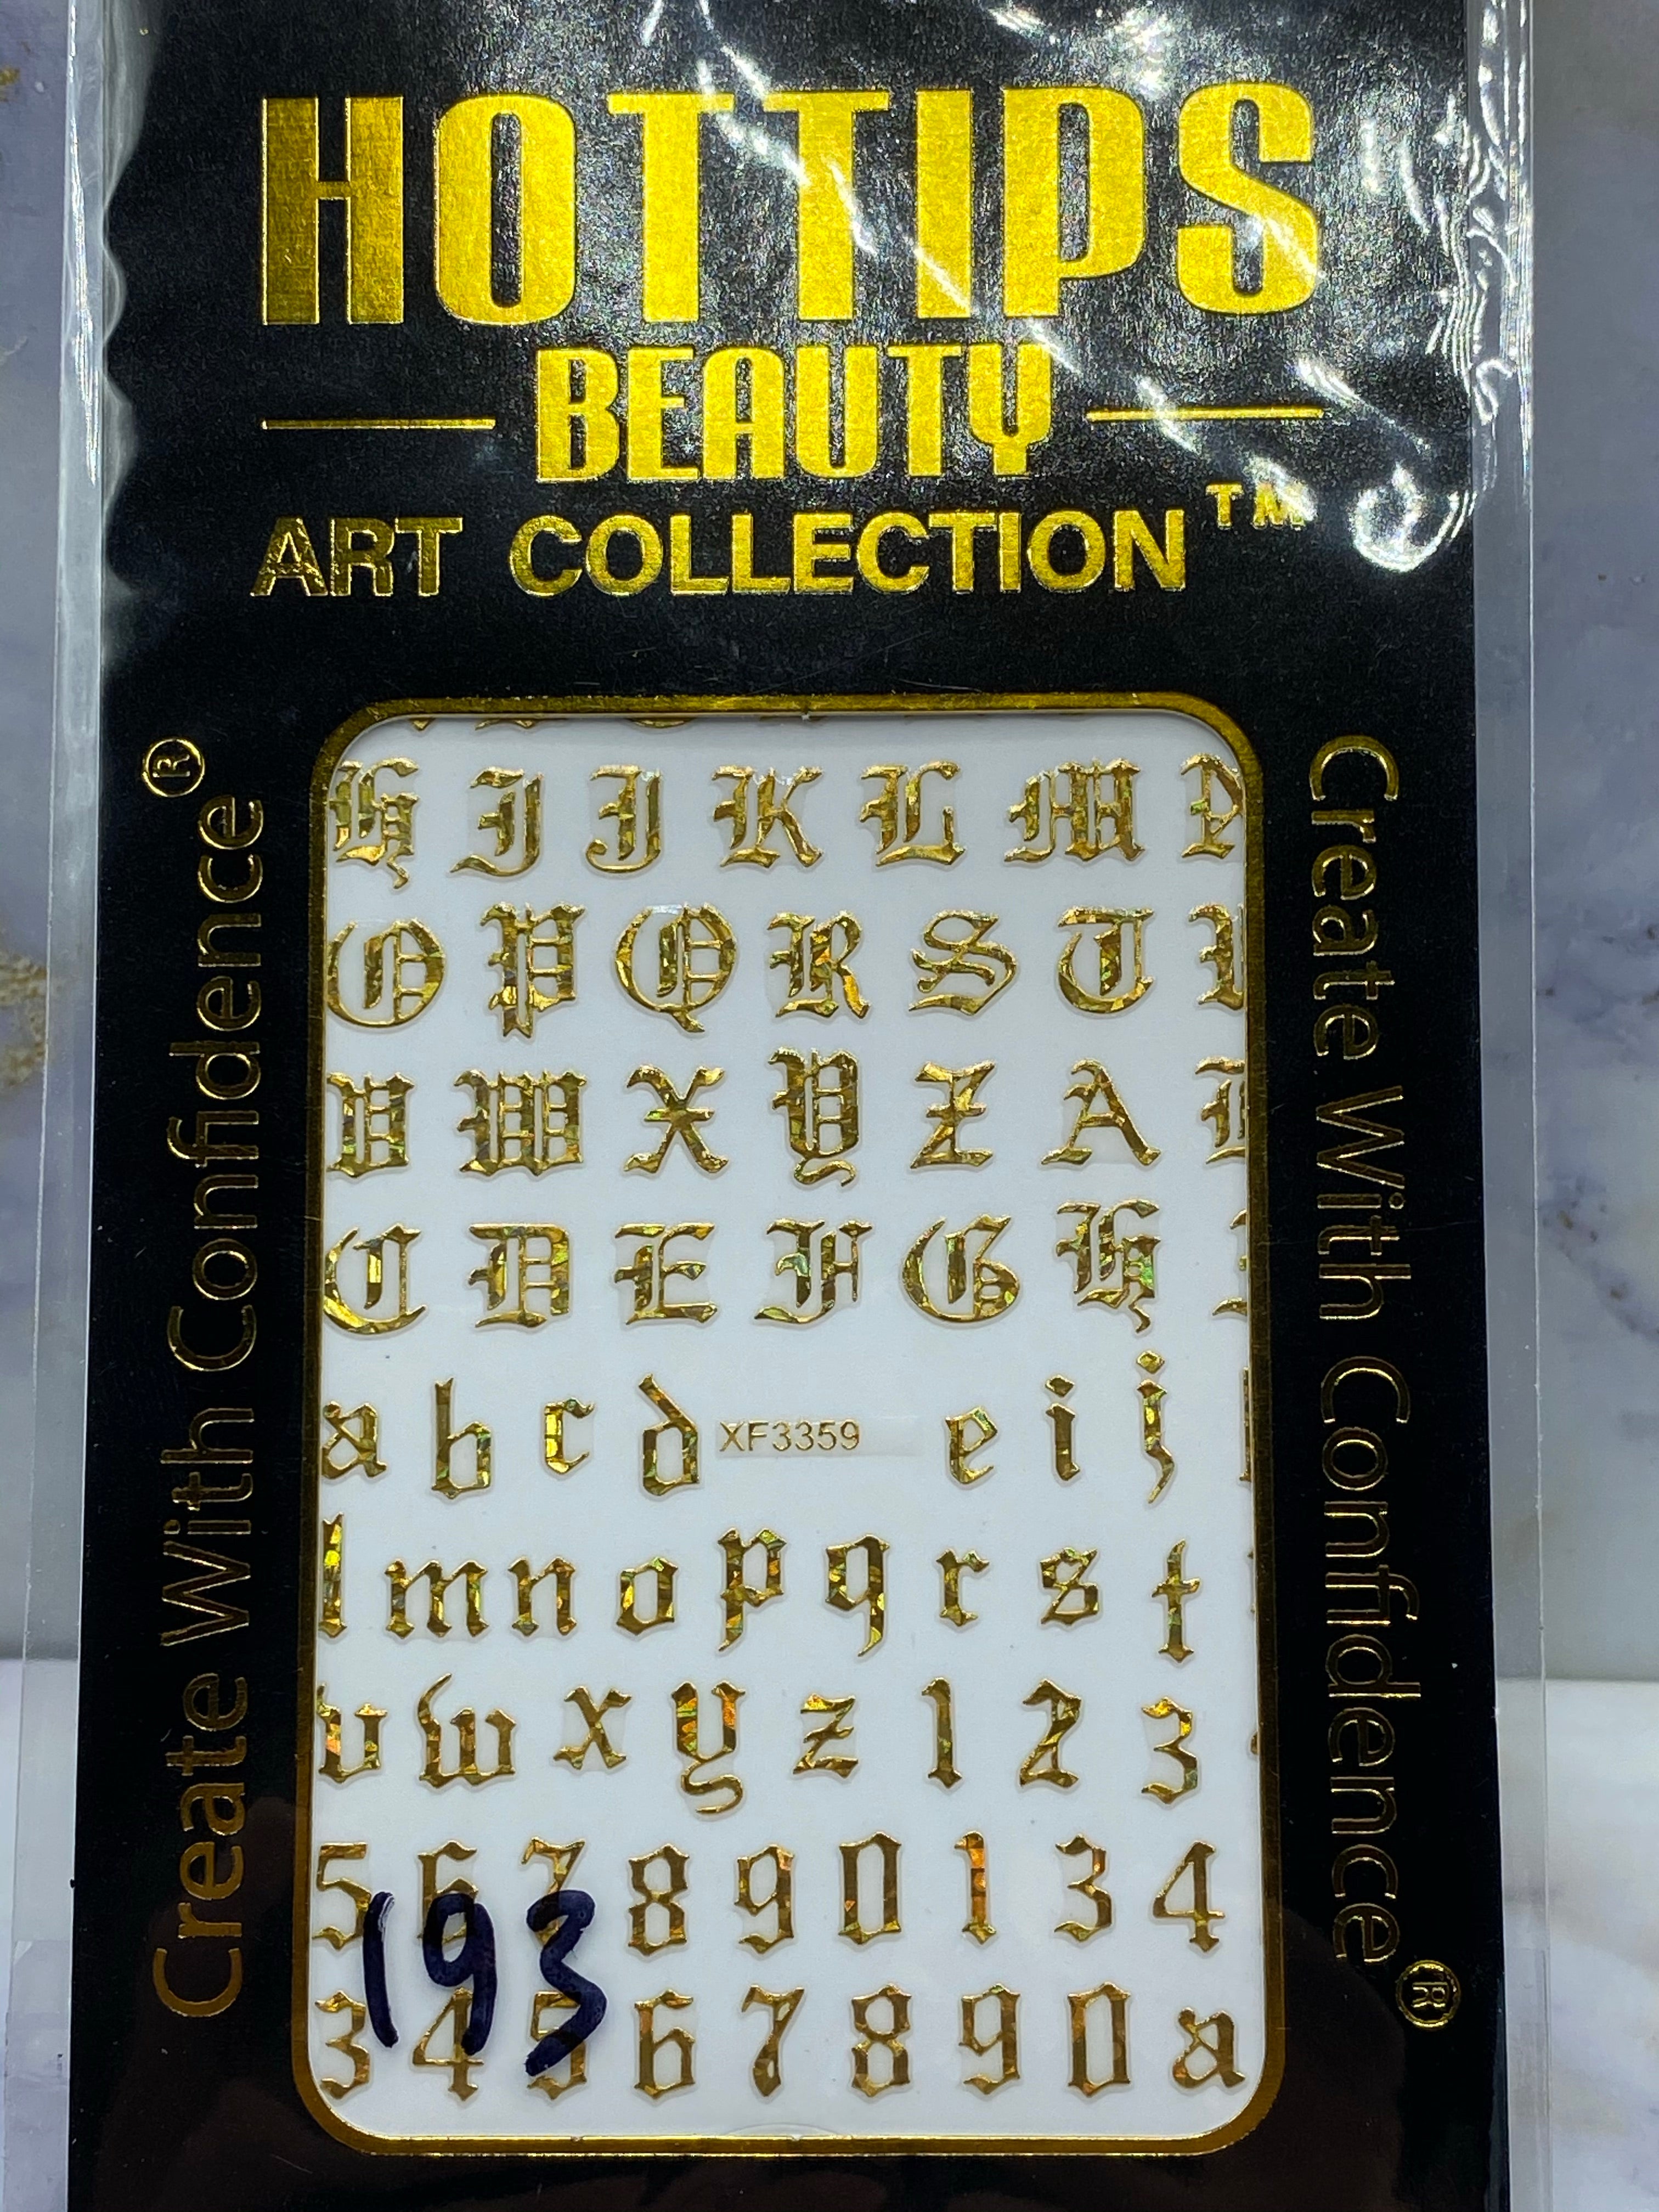 HOTTIPS
BEAUTY
ART COLLECTION™
Create With Confidence®
Create With Confidence®
H I J K L M
O P Q R S T
V W X Y Z A
C D E F G H
a b c d XF3359 e i j
l m n o p q r s t
v w x y z 1 2 3
5 6 7 8 9 0 1 3 4
193
3 4 5 6 7 8 9 0 a